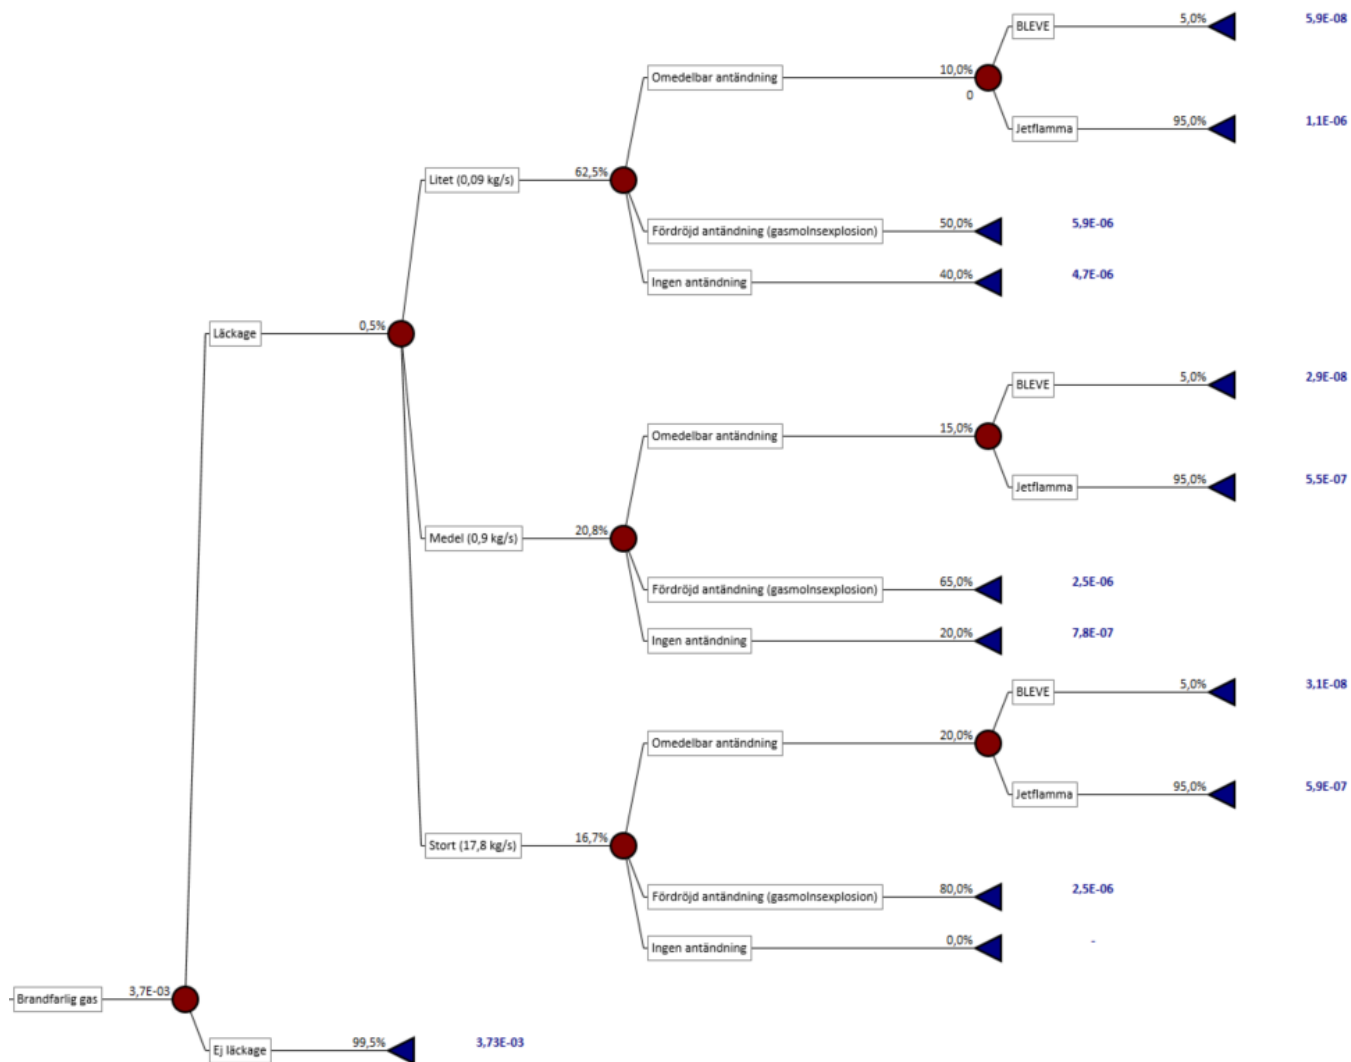 BLEVE 5,0% 5,9E-08
Omedelbar antändning 10,0%
0
Jetflamma 95,0% 1,1E-06
Litet (0,09 kg/s) 62,5%
Fördröjd antändning (gasmolnsexplosion) 50,0% 5,9E-06
Ingen antändning 40,0% 4,7E-06
Läckage 0,5%
BLEVE 5,0% 2,9E-08
Omedelbar antändning 15,0%
Jetflamma 95,0% 5,5E-07
Medel (0,9 kg/s) 20,8%
Fördröjd antändning (gasmolnsexplosion) 65,0% 2,5E-06
Ingen antändning 20,0% 7,8E-07
BLEVE 5,0% 3,1E-08
Omedelbar antändning 20,0%
Jetflamma 95,0% 5,9E-07
Stort (17,8 kg/s) 16,7%
Fördröjd antändning (gasmolnsexplosion) 80,0% 2,5E-06
Ingen antändning 0,0% -
Brandfarlig gas 3,7E-03
Ej läckage 99,5% 3,73E-03